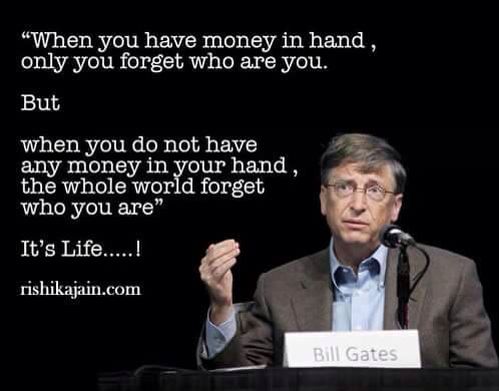 “When you have money in hand ,
only you forget who are you.
But
when you do not have
any money in your hand ,
the whole world forget
who you are”
It’s Life.....!
rishikajain.com
Bill Gates